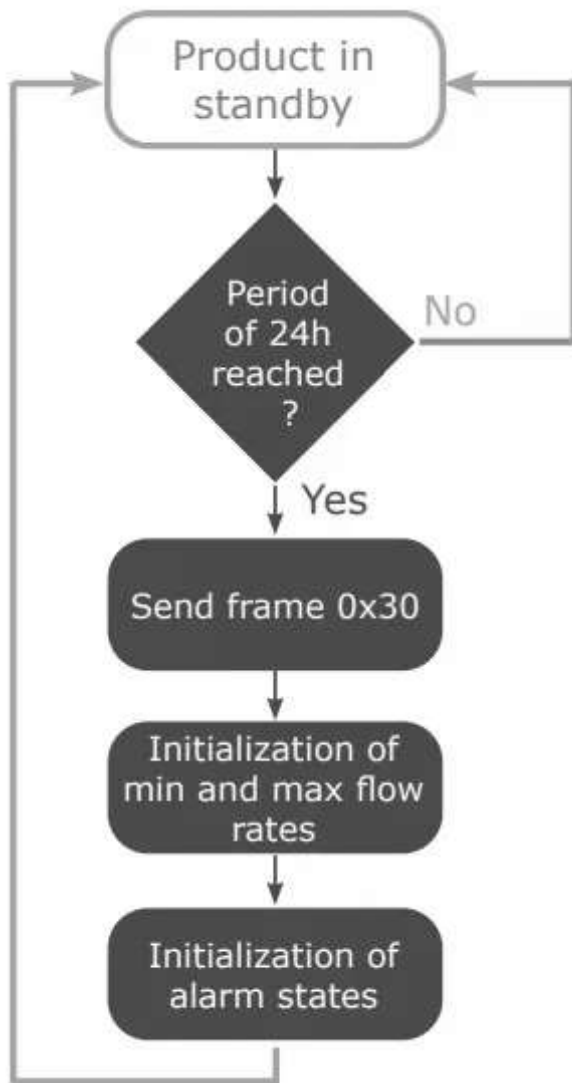 Product in
standby
Period
of 24h
reached
?
No
Yes
Send frame 0x30
Initialization of
min and max flow
rates
Initialization of
alarm states